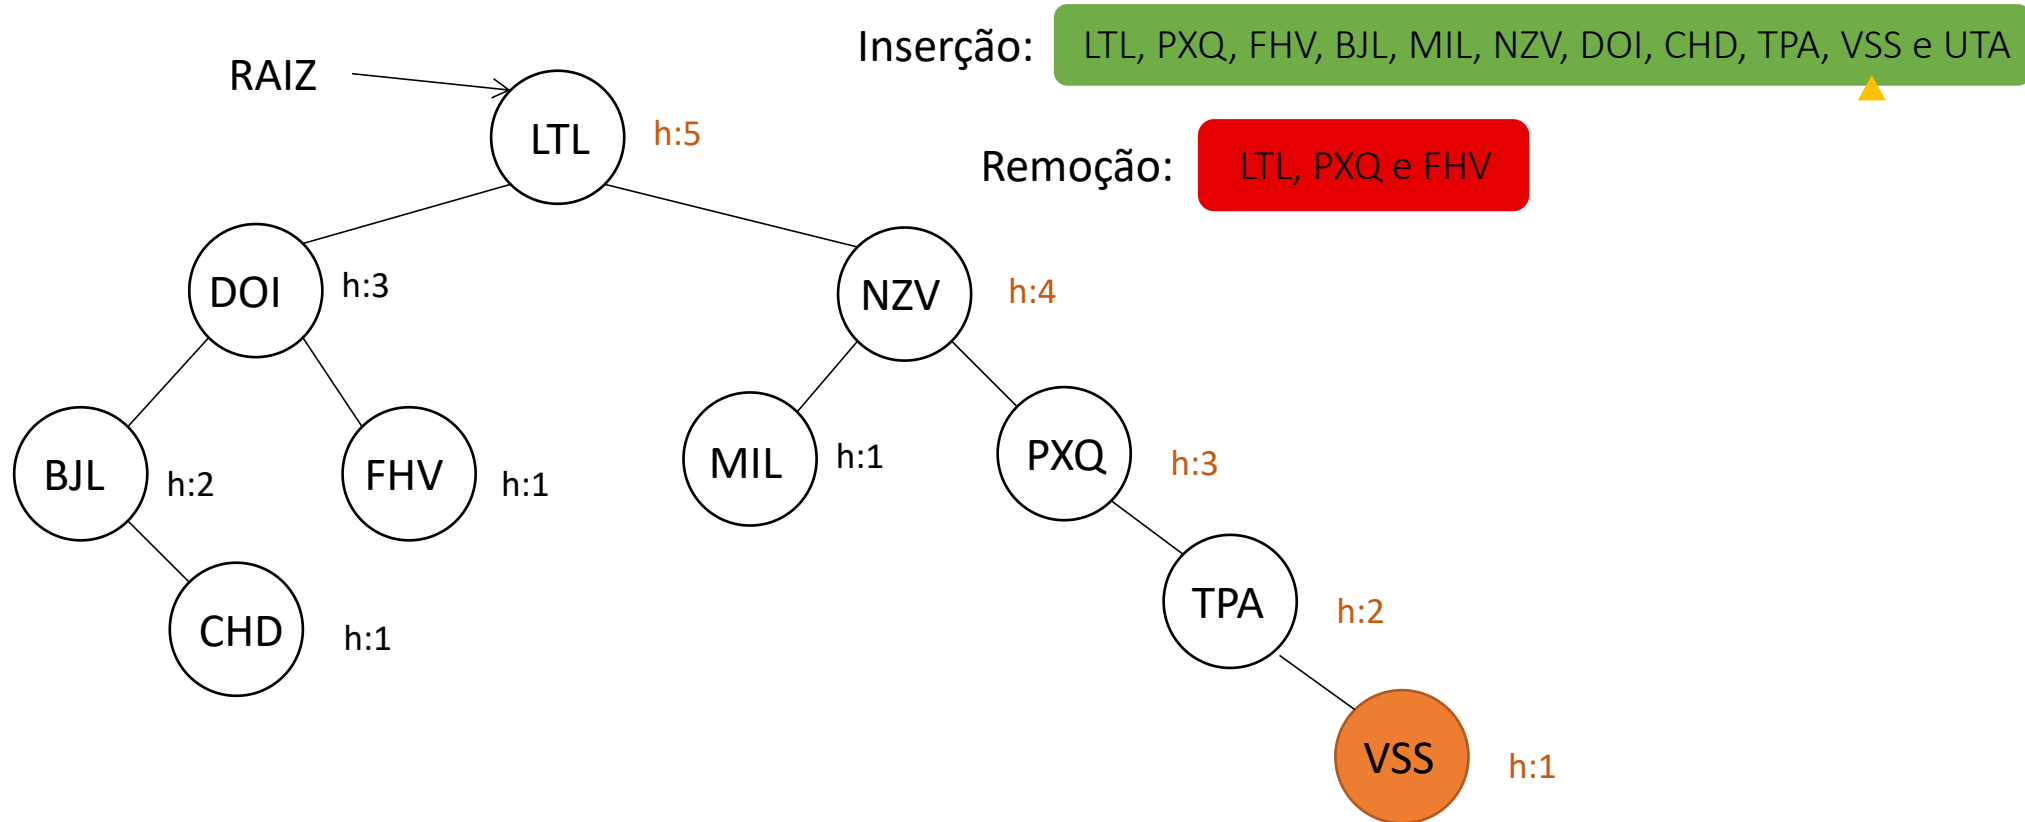 Inserção: LTL, PXQ, FHV, BJL, MIL, NZV, DOI, CHD, TPA, VSS e UTA
RAIZ
LTL h:5
Remoção: LTL, PXQ e FHV
DOI h:3
NZV h:4
BJL h:2
FHV h:1
MIL h:1
PXQ h:3
CHD h:1
TPA h:2
VSS h:1